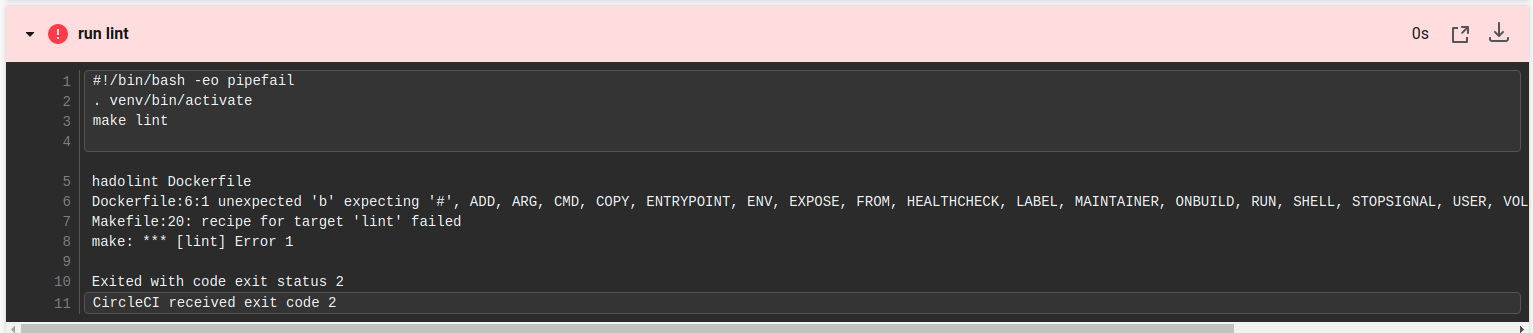 run lint 0s
1 #!/bin/bash -eo pipefail
2 . venv/bin/activate
3 make lint
4
5 hadolint Dockerfile
6 Dockerfile:6:1 unexpected 'b' expecting '#', ADD, ARG, CMD, COPY, ENTRYPOINT, ENV, EXPOSE, FROM, HEALTHCHECK, LABEL, MAINTAINER, ONBUILD, RUN, SHELL, STOPSIGNAL, USER, VOL
7 Makefile:20: recipe for target 'lint' failed
8 make: *** [lint] Error 1
9
10 Exited with code exit status 2
11 CircleCI received exit code 2